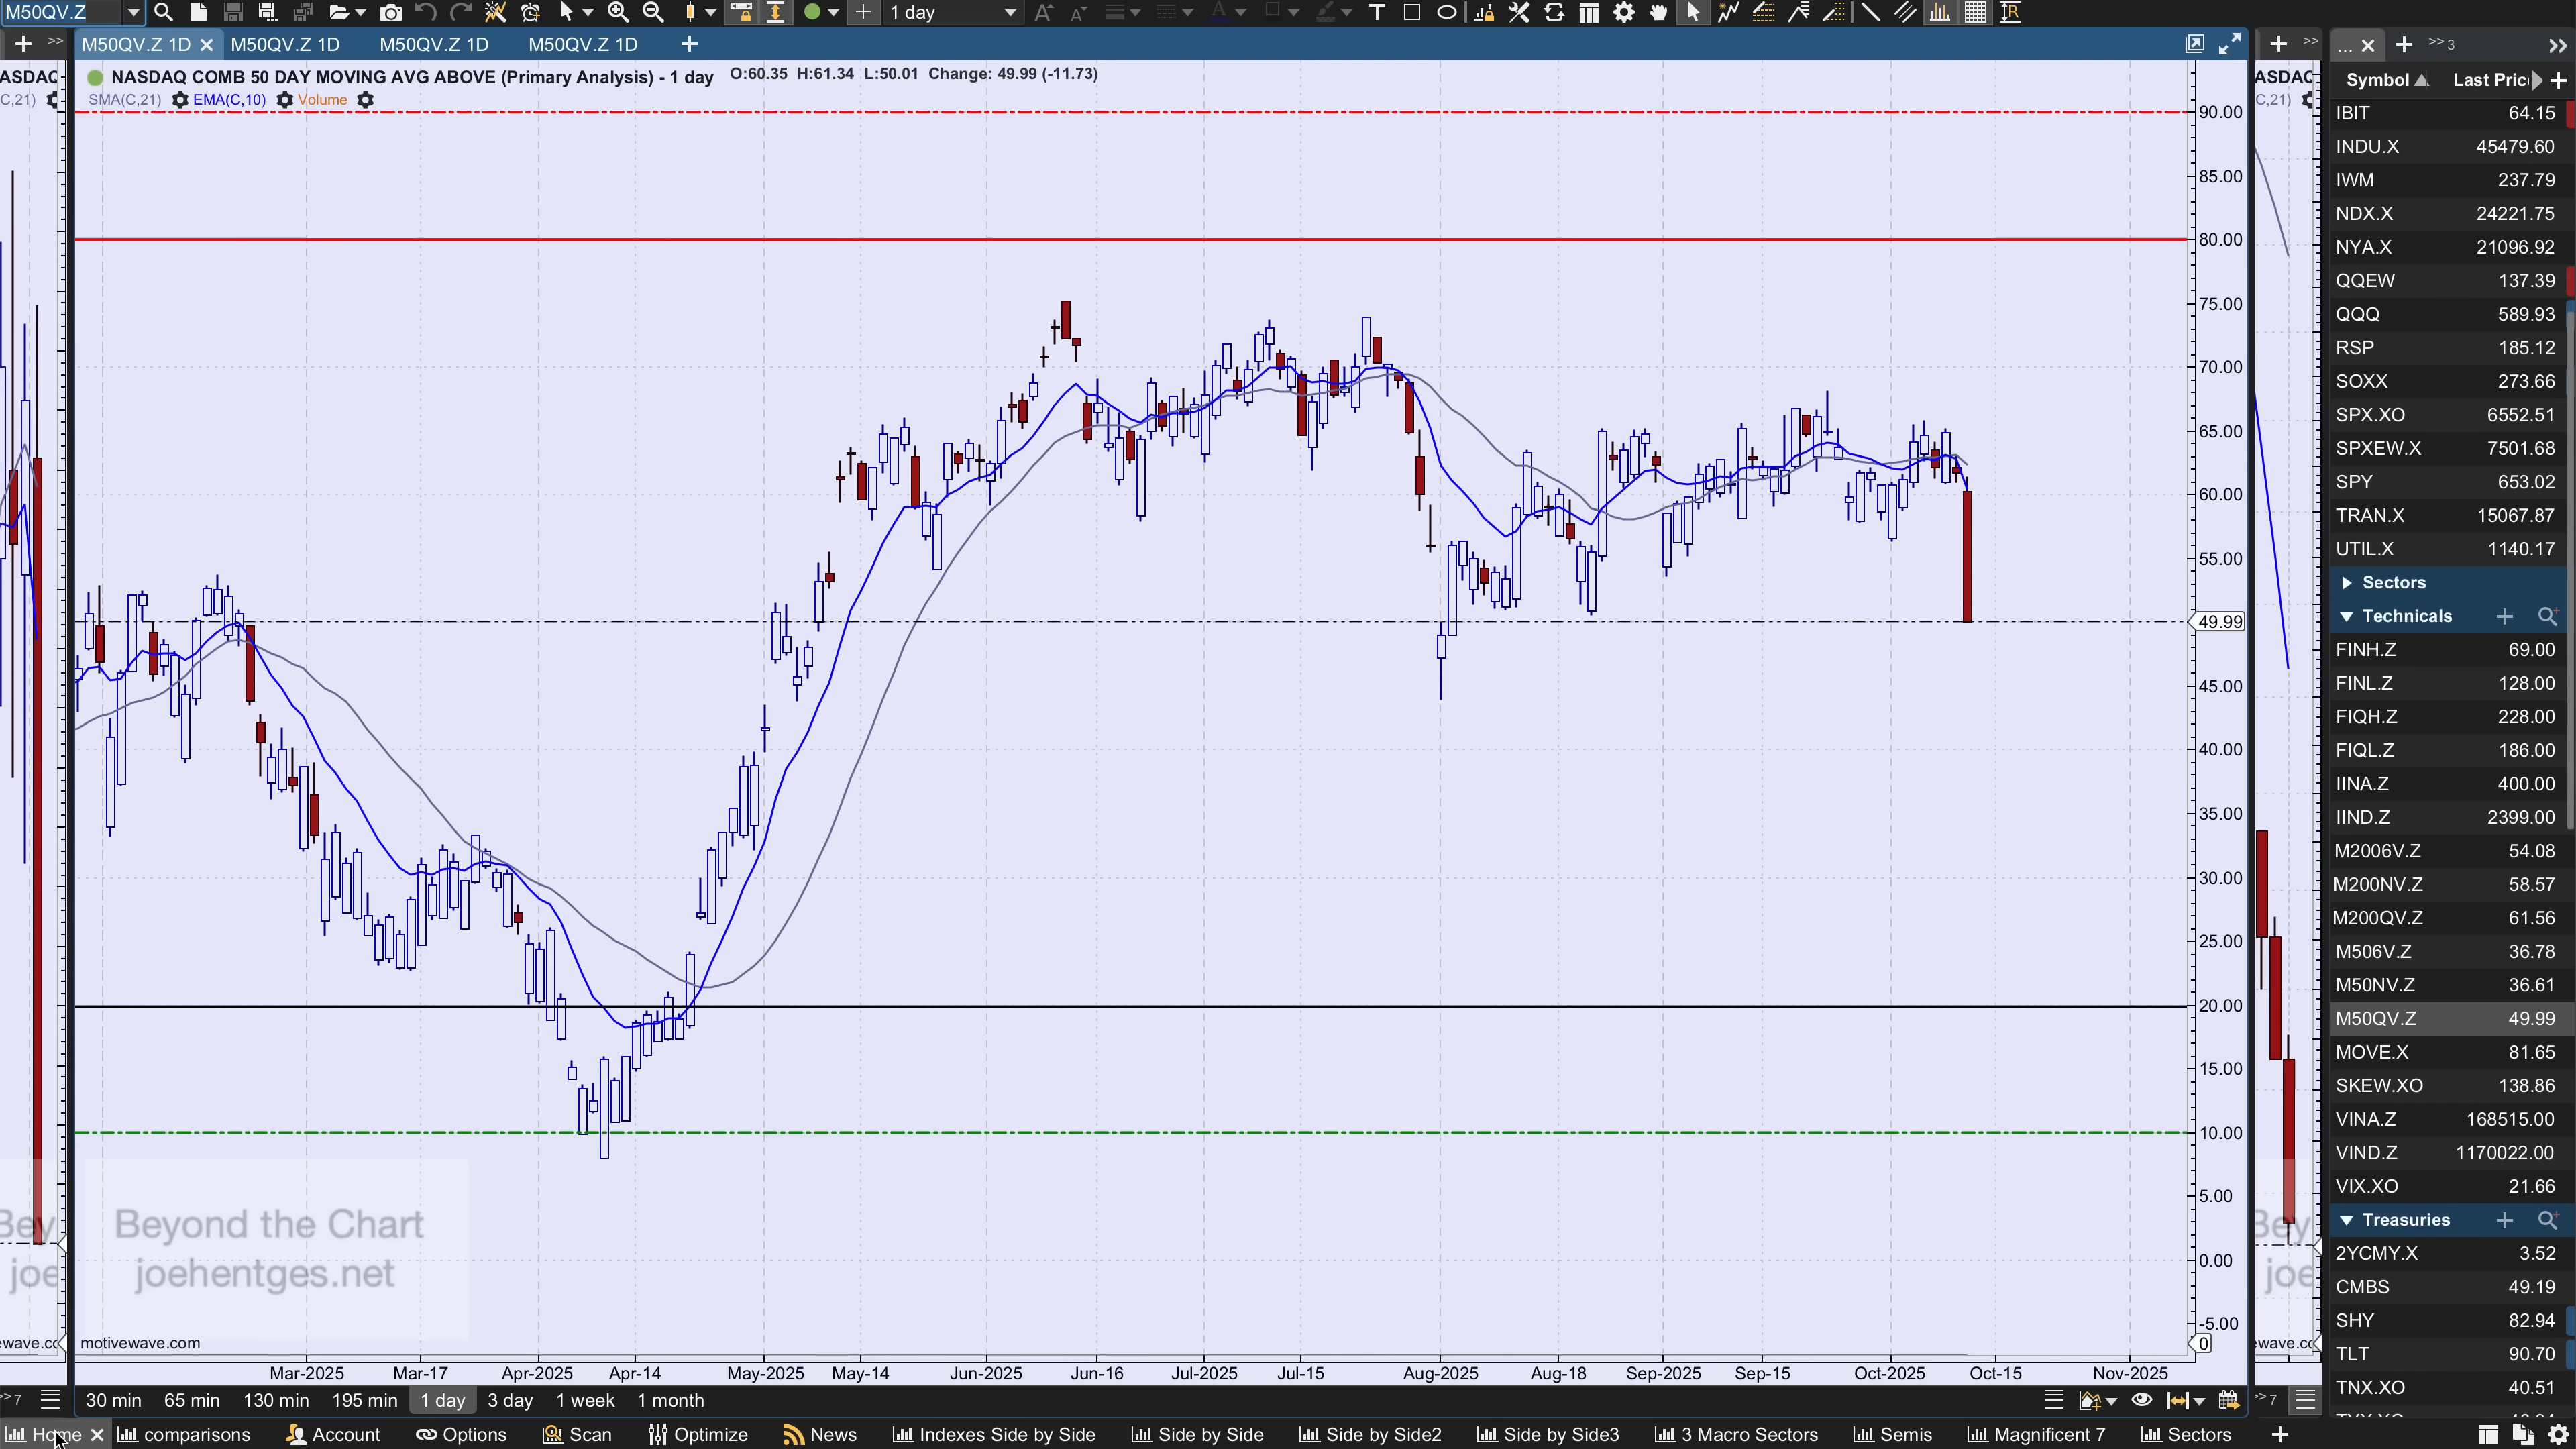 M50QV.Z
1 day
M50QV.Z 1D
M50QV.Z 1D
M50QV.Z 1D
M50QV.Z 1D
>> 3
NASDAQ COMB 50 DAY MOVING AVG ABOVE (Primary Analysis) - 1 day
O:60.35 H:61.34 L:50.01 Change: 49.99 (-11.73)
SMA(C,21)
EMA(C,10)
Volume
C,21)
C,21)
90.00
85.00
80.00
75.00
70.00
65.00
60.00
55.00
49.99
45.00
40.00
35.00
30.00
25.00
20.00
15.00
10.00
5.00
0.00
-5.00
0
Symbol Last Pric
IBIT 64.15
INDU.X 45479.60
IWM 237.79
NDX.X 24221.75
NYA.X 21096.92
QQEW 137.39
QQQ 589.93
RSP 185.12
SOXX 273.66
SPX.XO 6552.51
SPXEW.X 7501.68
SPY 653.02
TRAN.X 15067.87
UTIL.X 1140.17
Sectors
Technicals
FINH.Z 69.00
FINL.Z 128.00
FIQH.Z 228.00
FIQL.Z 186.00
IINA.Z 400.00
IIND.Z 2399.00
M2006V.Z 54.08
M200NV.Z 58.57
M200QV.Z 61.56
M506V.Z 36.78
M50NV.Z 36.61
M50QV.Z 49.99
MOVE.X 81.65
SKEW.XO 138.86
VINA.Z 168515.00
VIND.Z 1170022.00
VIX.XO 21.66
Treasuries
2YCMY.X 3.52
CMBS 49.19
SHY 82.94
TLT 90.70
TNX.XO 40.51
Beyond the Chart
joehentges.net
motivewave.com
Mar-2025 Mar-17 Apr-2025 Apr-14 May-2025 May-14 Jun-2025 Jun-16 Jul-2025 Jul-15 Aug-2025 Aug-18 Sep-2025 Sep-15 Oct-2025 Oct-15 Nov-2025
>> 7
30 min 65 min 130 min 195 min 1 day 3 day 1 week 1 month
>> 7
Home comparisons Account Options Scan Optimize News Indexes Side by Side Side by Side Side by Side2 Side by Side3 3 Macro Sectors Semis Magnificent 7 Sectors